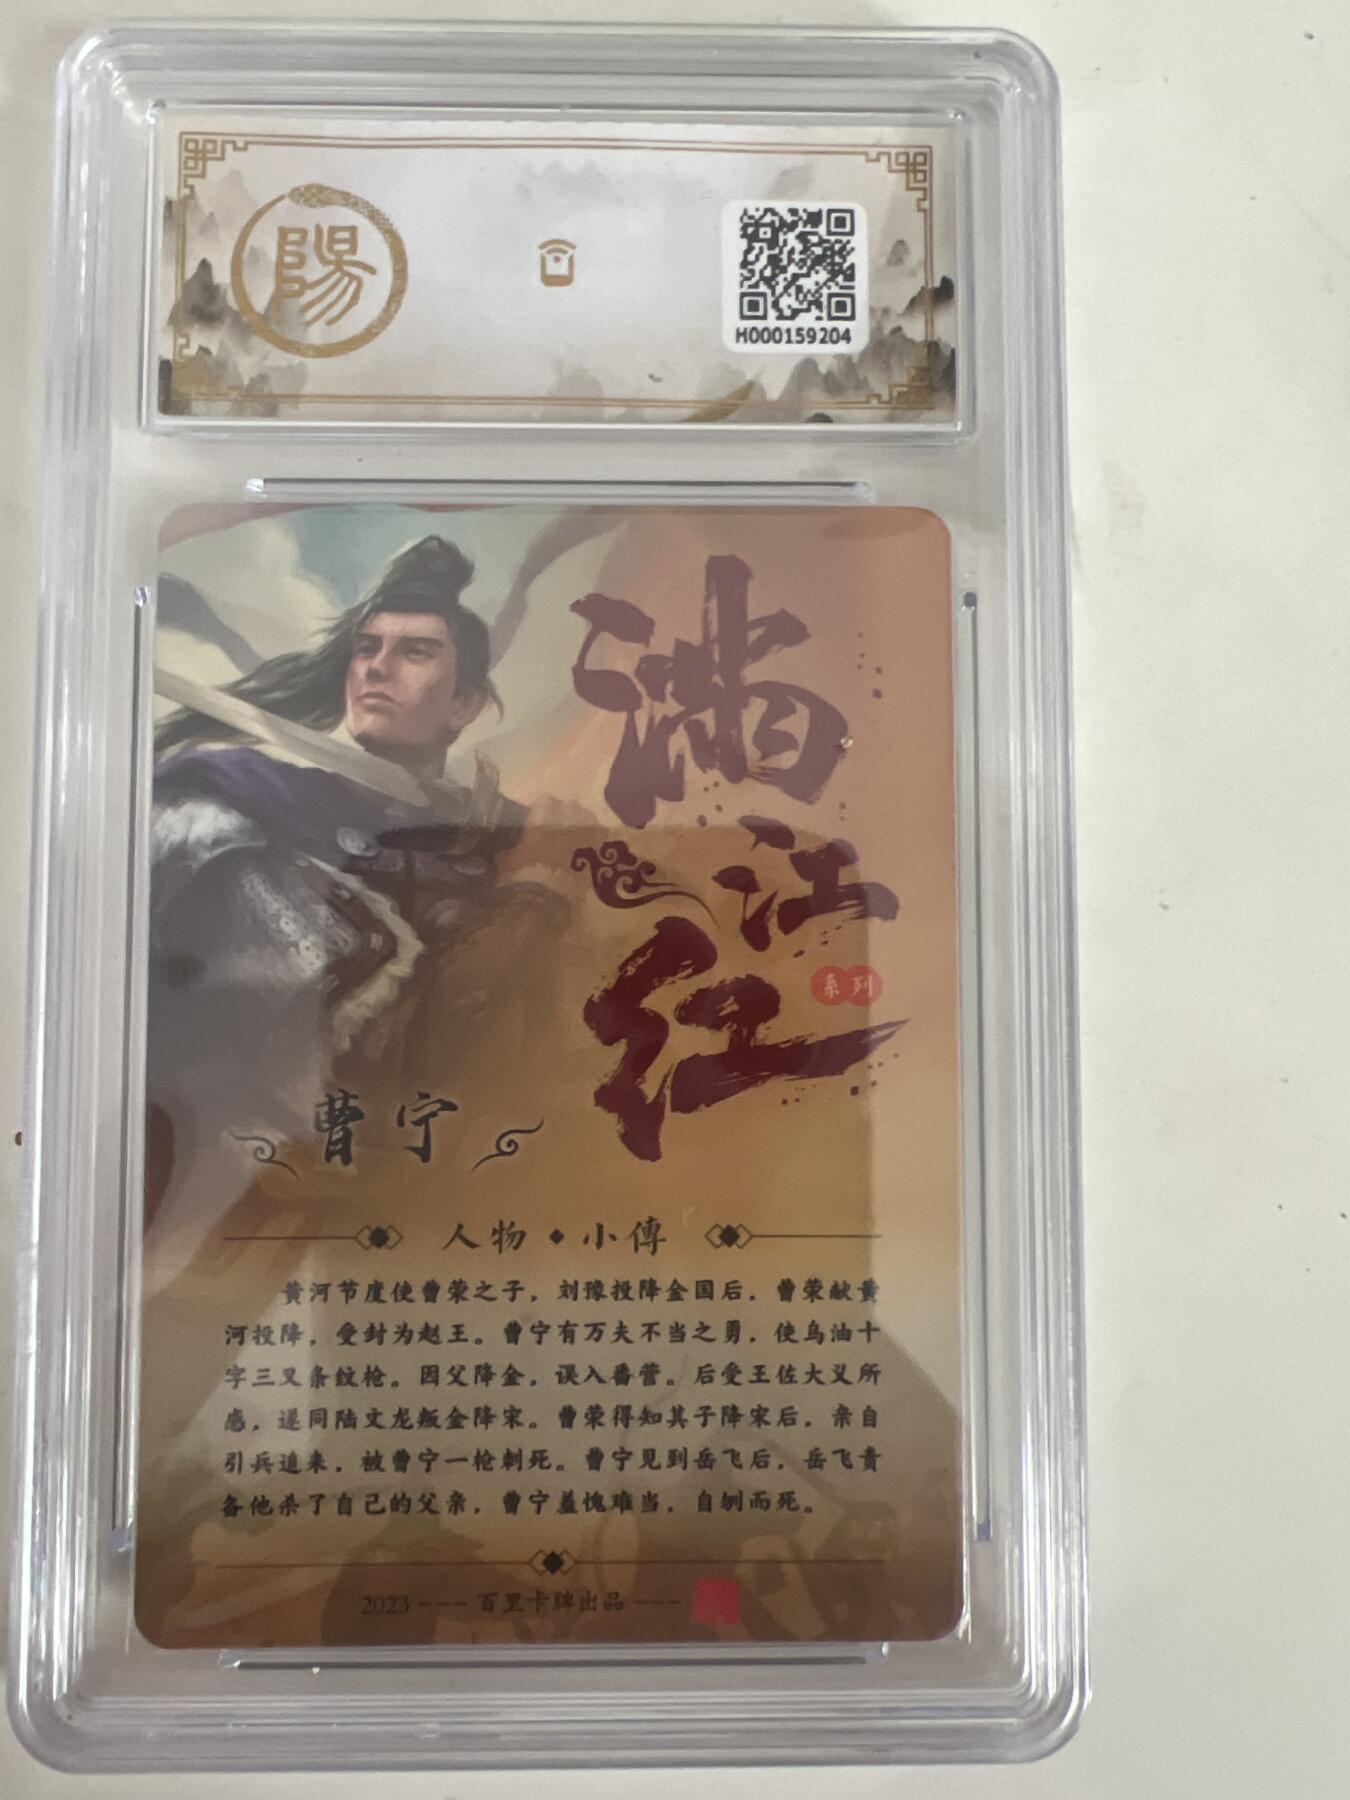 陽
H000159204
满
江
红
系列
曹宁
人物·小傳
黄河节度使曹荣之子，刘豫投降金国后，曹荣献黄
河投降，受封为赵王。曹宁有万夫不当之勇，使乌油十
字三叉条纹枪。因父降金，误入番营。后受王佐大义所
感，遂同陆文龙叛金降宋。曹荣得知其子降宋后，亲自
引兵追来，被曹宁一枪刺死。曹宁见到岳飞后，岳飞责
备他杀了自己的父亲，曹宁羞愧难当，自刎而死。
2023---百里卡牌出品---